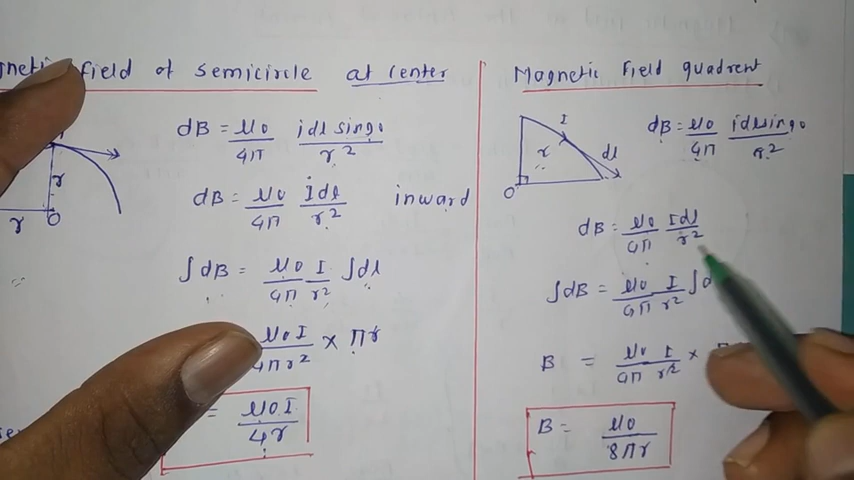 field of semicircle at center
dB = μ0/4π idl sin90/r²
r
r
O
dB = μ0/4π Idl/r² inward
∫dB = μ0/4π I/r² ∫dl
μ0I/4πr² × πr
= μ0I/4r
Magnetic field quadrent
I
r
dl
O
dB = μ0/4π idlsin90/r²
dB = μ0/4π Idl/r²
∫dB = μ0/4π I/r² ∫
B = μ0/4π I/r² ×
B = μ0/8πr